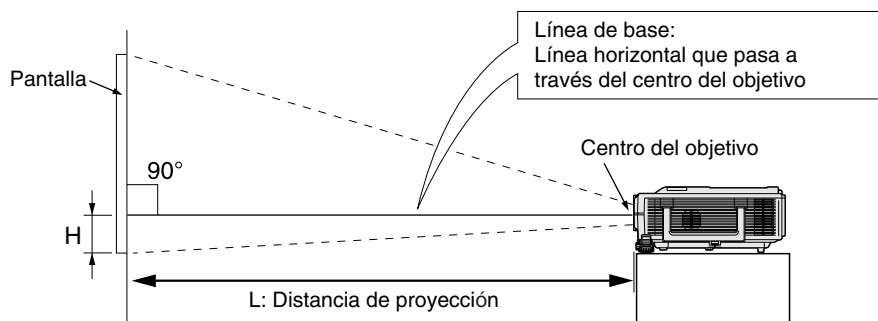 Línea de base:
Línea horizontal que pasa a
través del centro del objetivo
Pantalla
Centro del objetivo
90°
H
L: Distancia de proyección